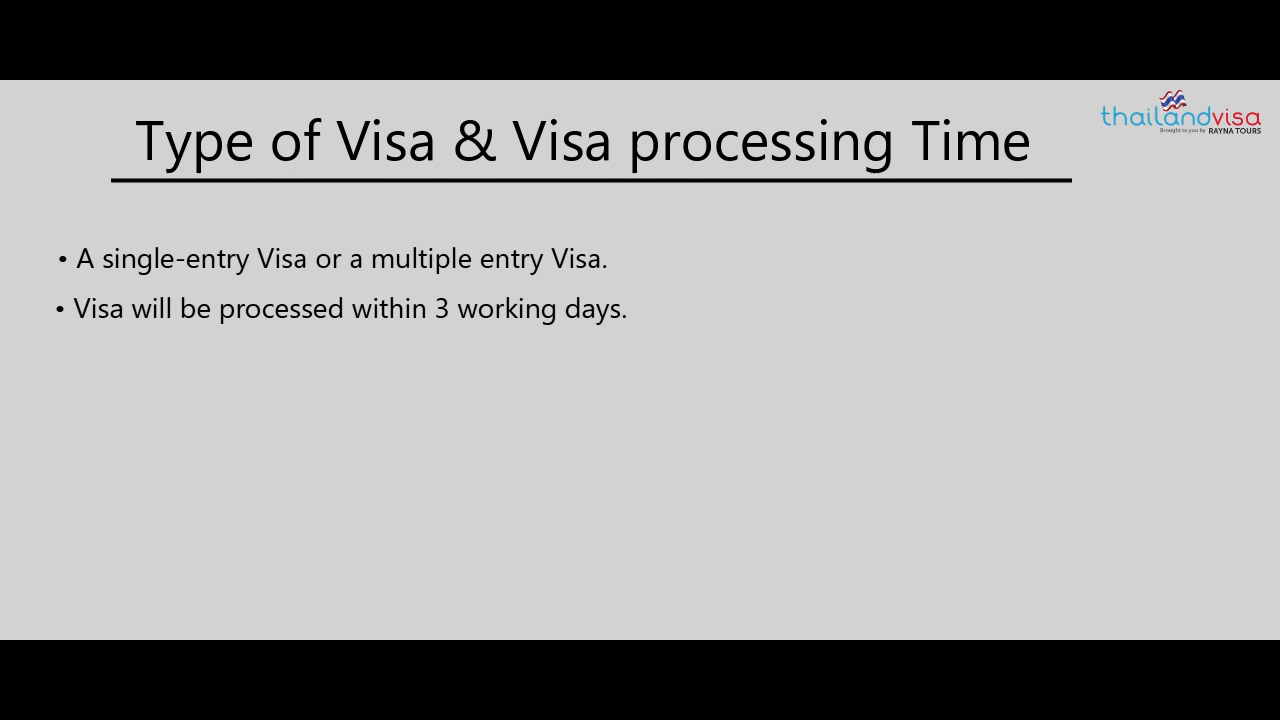 thailandvisa
Brought to you by RAYNA TOURS
Type of Visa & Visa processing Time
• A single-entry Visa or a multiple entry Visa.
• Visa will be processed within 3 working days.